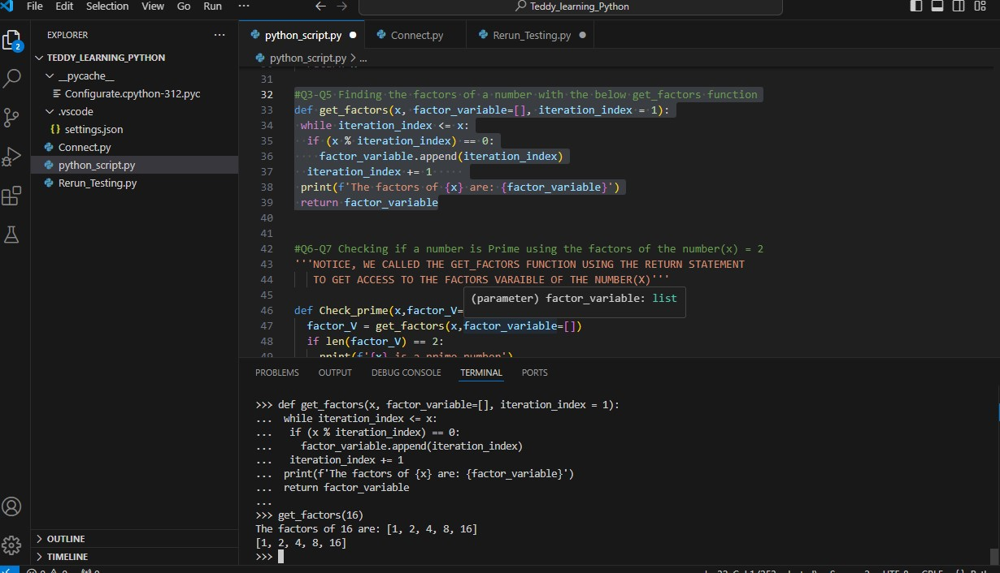 File Edit Selection View Go Run ··· Teddy_learning_Python
EXPLORER ···
python_script.py Connect.py Rerun_Testing.py
2
TEDDY_LEARNING_PYTHON
__pycache__
Configurate.cpython-312.pyc
.vscode
{} settings.json
Connect.py
python_script.py
Rerun_Testing.py
OUTLINE
TIMELINE
python_script.py > ...
31
32 #Q3-Q5 Finding the factors of a number with the below get_factors function
33 def get_factors(x, factor_variable=[], iteration_index = 1):
34 while iteration_index <= x:
35 if (x % iteration_index) == 0:
36 factor_variable.append(iteration_index)
37 iteration_index += 1
38 print(f'The factors of {x} are: {factor_variable}')
39 return factor_variable
40
41
42 #Q6-Q7 Checking if a number is Prime using the factors of the number(x) = 2
43 '''NOTICE, WE CALLED THE GET_FACTORS FUNCTION USING THE RETURN STATEMENT
44 TO GET ACCESS TO THE FACTORS VARAIBLE OF THE NUMBER(X)'''
45
(parameter) factor_variable: list
46 def Check_prime(x,factor_V=
47 factor_V = get_factors(x,factor_variable=[])
48 if len(factor_V) == 2:
49 print(f'{x} is a prime number')
PROBLEMS OUTPUT DEBUG CONSOLE TERMINAL PORTS
>>> def get_factors(x, factor_variable=[], iteration_index = 1):
... while iteration_index <= x:
... if (x % iteration_index) == 0:
... factor_variable.append(iteration_index)
... iteration_index += 1
... print(f'The factors of {x} are: {factor_variable}')
... return factor_variable
...
>>> get_factors(16)
The factors of 16 are: [1, 2, 4, 8, 16]
[1, 2, 4, 8, 16]
>>>